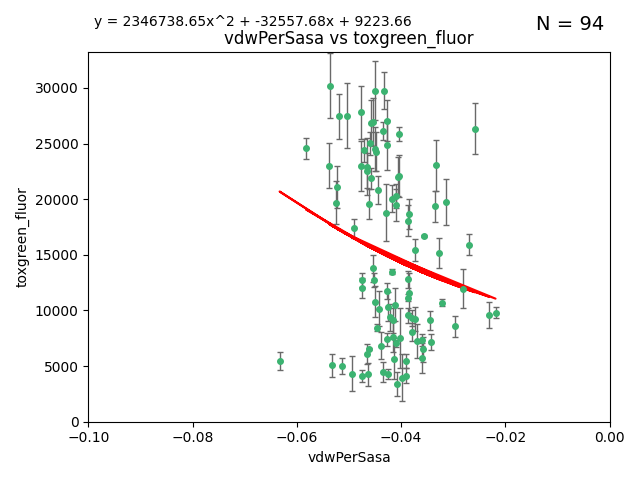 y = 2346738.65x^2 + -32557.68x + 9223.66
N = 94
vdwPerSasa vs toxgreen_fluor
30000
25000
20000
15000
10000
5000
0
toxgreen_fluor
−0.10 −0.08 −0.06 −0.04 −0.02 0.00
vdwPerSasa